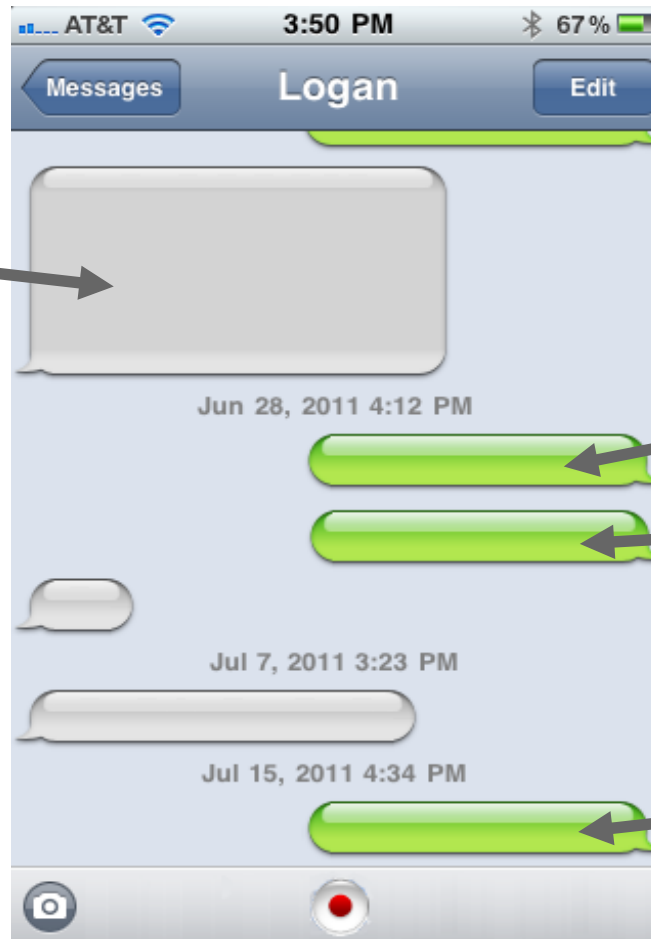 AT&T 3:50 PM 67%
Messages Logan Edit
Jun 28, 2011 4:12 PM
Jul 7, 2011 3:23 PM
Jul 15, 2011 4:34 PM